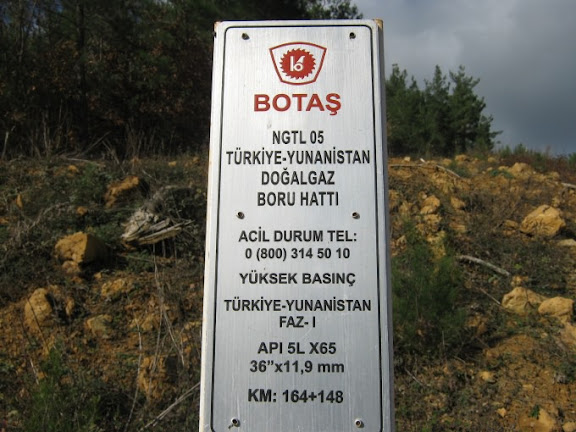 BOTAŞ
NGTL 05
TÜRKİYE-YUNANİSTAN
DOĞALGAZ
BORU HATTI
ACİL DURUM TEL:
0 (800) 314 50 10
YÜKSEK BASINÇ
TÜRKİYE-YUNANİSTAN
FAZ- I
API 5L X65
36”x11,9 mm
KM: 164+148